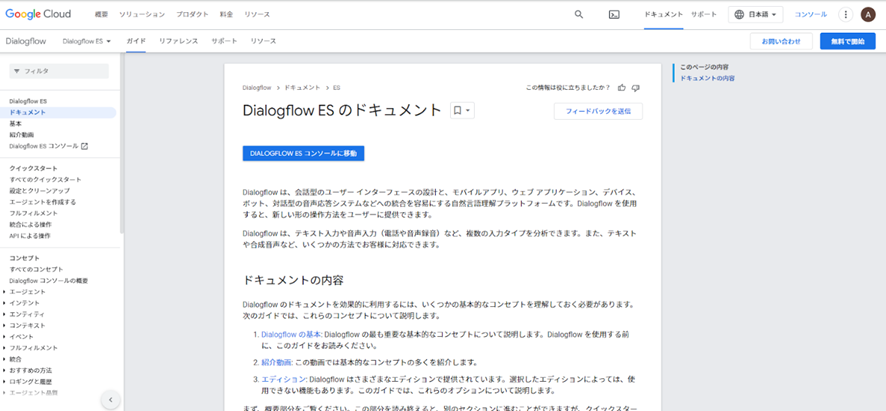 Google Cloud
概要 ソリューション プロダクト 料金 リソース
ドキュメント サポート 日本語 コンソール A
Dialogflow Dialogflow ES ガイド リファレンス サポート リソース
お問い合わせ 無料で開始
フィルタ
Dialogflow ES
ドキュメント
基本
紹介動画
Dialogflow ES コンソール
クイックスタート
すべてのクイックスタート
設定とクリーンアップ
エージェントを作成する
フルフィルメント
統合による操作
API による操作
コンセプト
すべてのコンセプト
Dialogflow コンソールの概要
エージェント
インテント
エンティティ
コンテキスト
イベント
フルフィルメント
統合
おすすめの方法
ロギングと履歴
エージェント品質
Dialogflow > ドキュメント > ES
この情報は役に立ちましたか?
Dialogflow ES のドキュメント
フィードバックを送信
DIALOGFLOW ES コンソールに移動
Dialogflow は、会話型のユーザー インターフェースの設計と、モバイルアプリ、ウェブ アプリケーション、デバイス、
ボット、対話型の音声応答システムなどへの統合を容易にする自然言語理解プラットフォームです。Dialogflow を使用
すると、新しい形の操作方法をユーザーに提供できます。
Dialogflow は、テキスト入力や音声入力（電話や音声録音）など、複数の入力タイプを分析できます。また、テキスト
や合成音声など、いくつかの方法でお客様に対応できます。
ドキュメントの内容
Dialogflow のドキュメントを効果的に利用するには、いくつかの基本的なコンセプトを理解しておく必要があります。
次のガイドでは、これらのコンセプトについて説明します。
1. Dialogflow の基本: Dialogflow の最も重要な基本的なコンセプトについて説明します。Dialogflow を使用する前
に、このガイドをお読みください。
2. 紹介動画: この動画では基本的なコンセプトの多くを紹介します。
3. エディション: Dialogflow はさまざまなエディションで提供されています。選択したエディションによっては、使
用できない機能もあります。このガイドでは、これらのオプションについて説明します。
まず、概要部分をご覧ください。この部分を読み終えると、別のセクションに進むことができますが、クイックスター
このページの内容
ドキュメントの内容